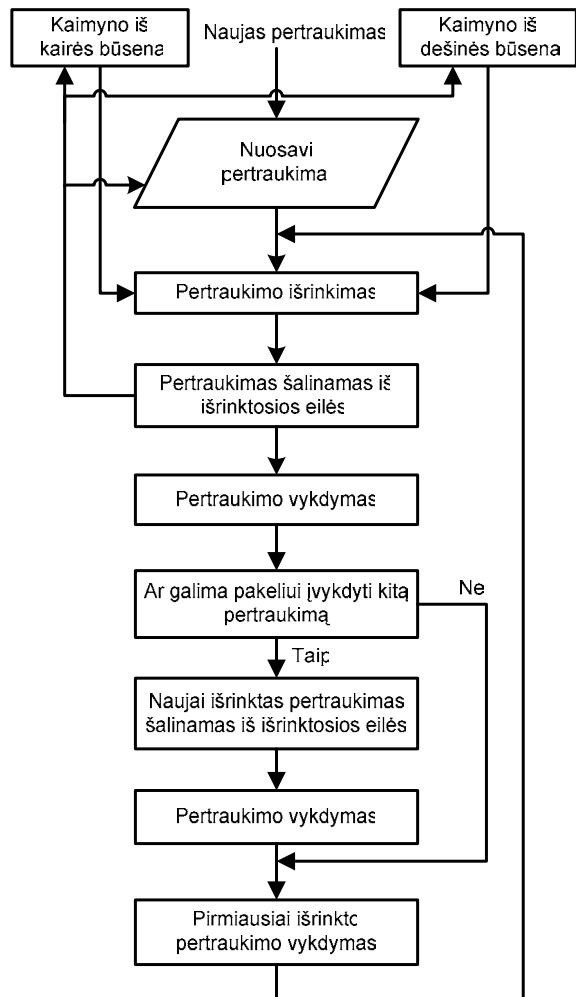 Kaimyno iš
kairės būsena
Naujas pertraukimas
Kaimyno iš
dešinės būsena
Nuosavi
pertraukima
Pertraukimo išrinkimas
Pertraukimas šalinamas iš
išrinktosios eilės
Pertraukimo vykdymas
Ar galima pakeliui įvykdyti kitą
pertraukimą
Ne
Taip
Naujai išrinktas pertraukimas
šalinamas iš išrinktosios eilės
Pertraukimo vykdymas
Pirmiausiai išrinkto
pertraukimo vykdymas